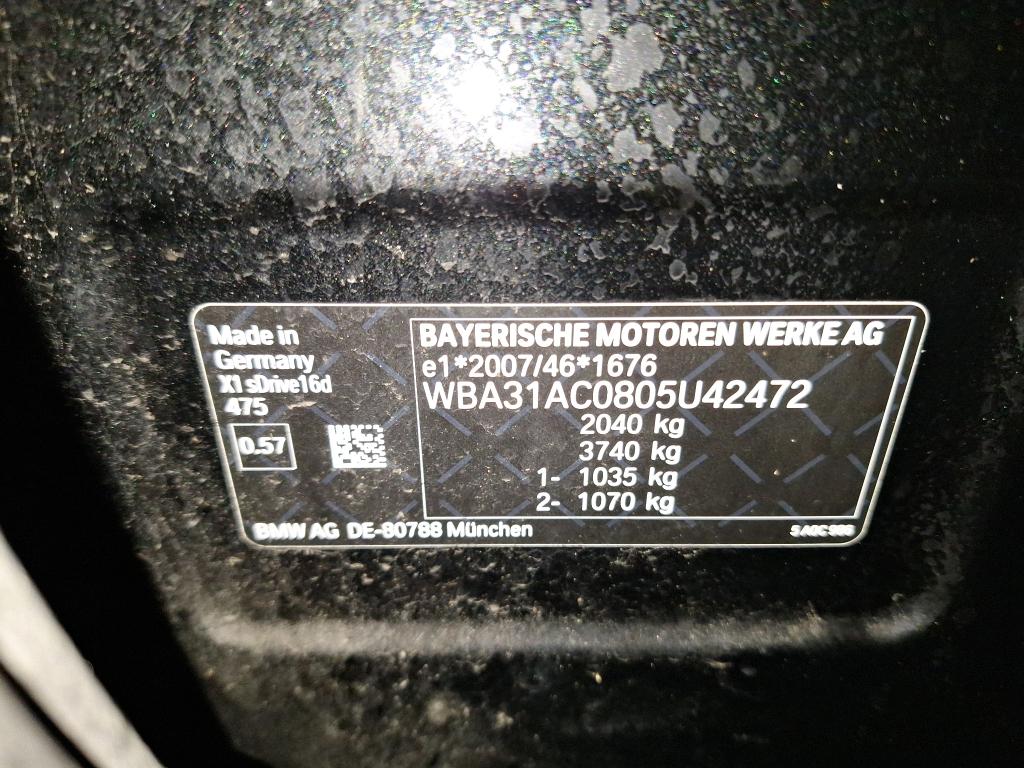 Made in
Germany
X1 sDrive16d
475
0.57
BAYERISCHE MOTOREN WERKE AG
e1*2007/46*1676
WBA31AC0805U42472
2040 kg
3740 kg
1- 1035 kg
2- 1070 kg
BMW AG DE-80788 München